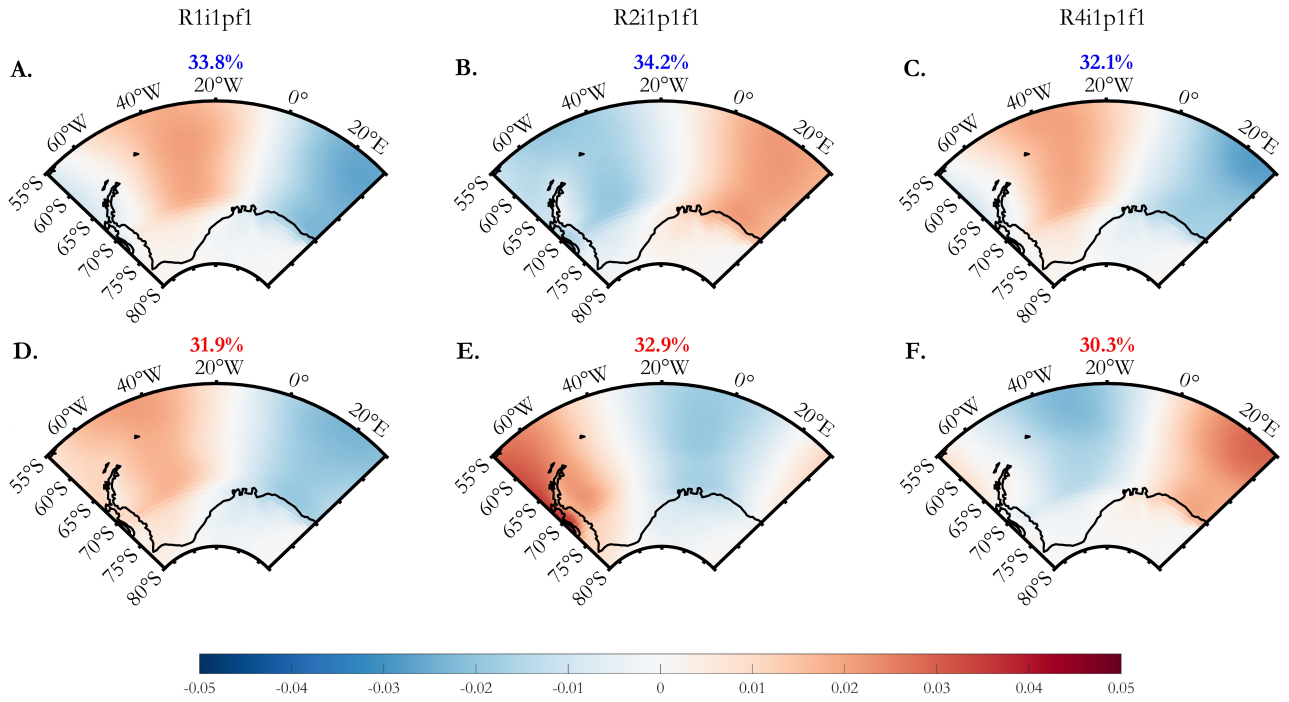 R1i1pf1 R2i1p1f1 R4i1p1f1
A. 33.8% B. 34.2% C. 32.1%
60°W 40°W 20°W 0° 20°E 60°W 40°W 20°W 0° 20°E 60°W 40°W 20°W 0° 20°E
55°S 60°S 65°S 70°S 75°S 80°S 55°S 60°S 65°S 70°S 75°S 80°S 55°S 60°S 65°S 70°S 75°S 80°S
D. 31.9% E. 32.9% F. 30.3%
60°W 40°W 20°W 0° 20°E 60°W 40°W 20°W 0° 20°E 60°W 40°W 20°W 0° 20°E
55°S 60°S 65°S 70°S 75°S 80°S 55°S 60°S 65°S 70°S 75°S 80°S 55°S 60°S 65°S 70°S 75°S 80°S
-0.05 -0.04 -0.03 -0.02 -0.01 0 0.01 0.02 0.03 0.04 0.05